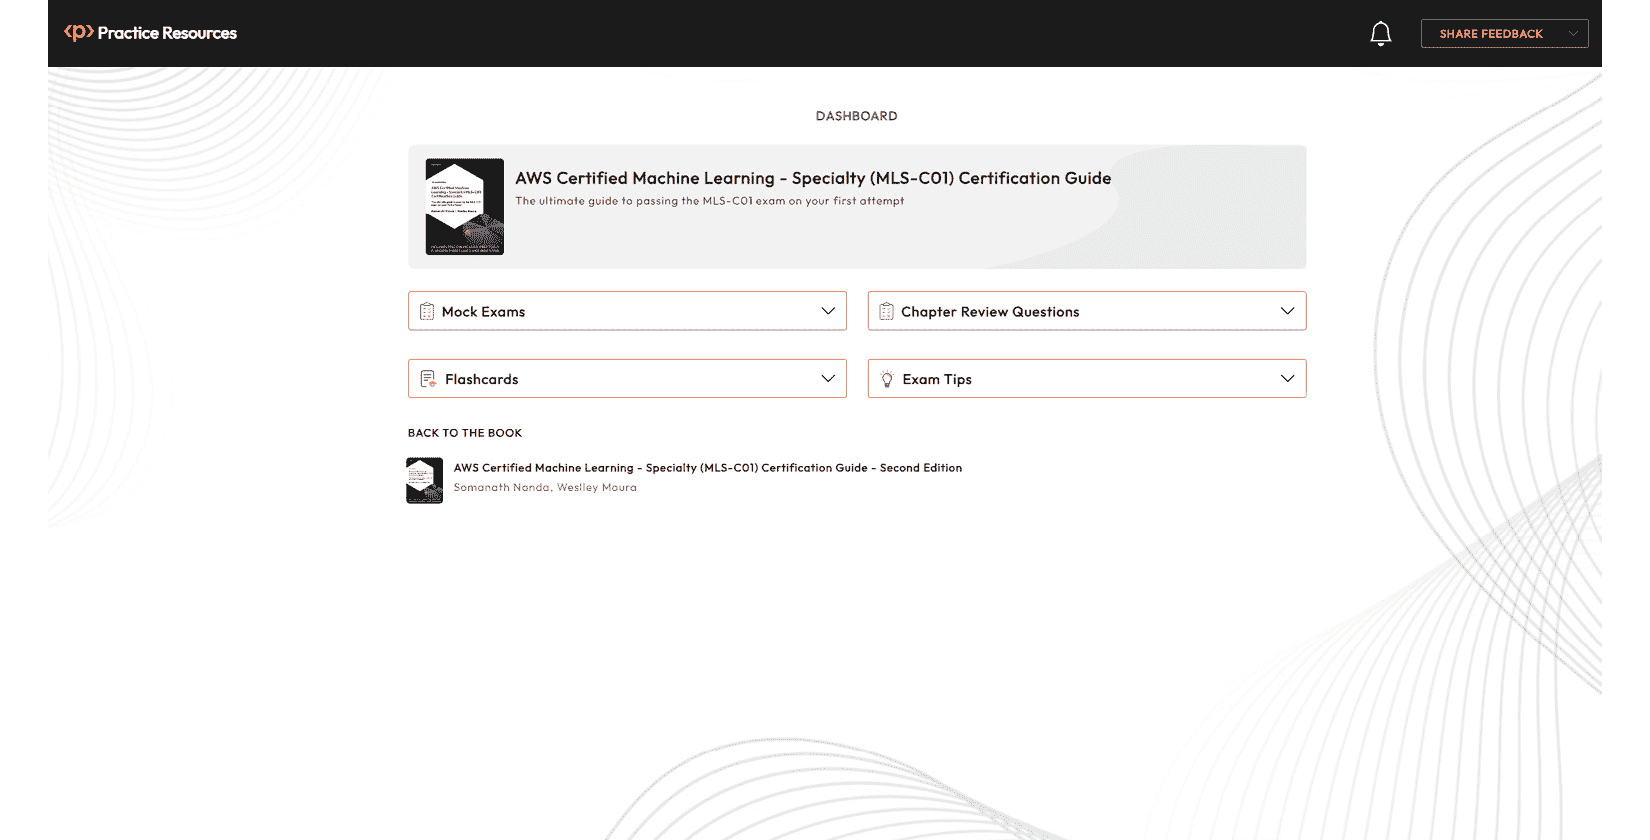 <p> Practice Resources
SHARE FEEDBACK
DASHBOARD
AWS Certified Machine Learning - Specialty (MLS-C01) Certification Guide
The ultimate guide to passing the MLS-C01 exam on your first attempt
Mock Exams
Chapter Review Questions
Flashcards
Exam Tips
BACK TO THE BOOK
AWS Certified Machine Learning - Specialty (MLS-C01) Certification Guide - Second Edition
Somanath Nanda, Weslley Moura